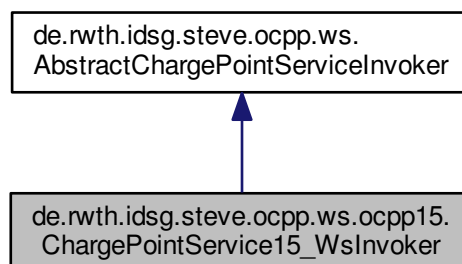 de.rwth.idsg.steve.ocpp.ws.
AbstractChargePointServiceInvoker
de.rwth.idsg.steve.ocpp.ws.ocpp15.
ChargePointService15_WsInvoker